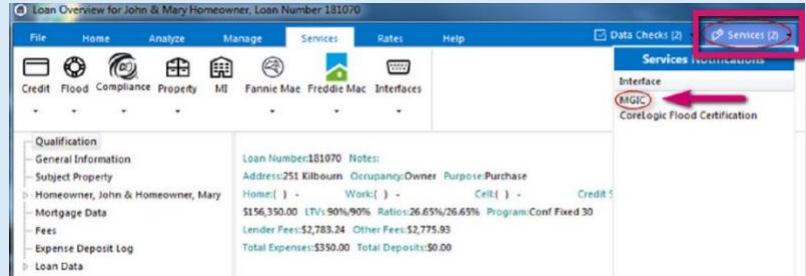 Loan Overview for John & Mary Homeowner, Loan Number 181070
File Home Analyze Manage Services Rates Help Data Checks (2) Services (2)
Credit Flood Compliance Property MI Fannie Mae Freddie Mac Interfaces
Services Notifications
Interface
MGIC
CoreLogic Flood Certification
Qualification
General Information
Subject Property
Homeowner, John & Homeowner, Mary
Mortgage Data
Fees
Expense Deposit Log
Loan Data
Loan Number:181070 Notes:
Address:251 Kilbourn Occupancy:Owner Purpose:Purchase
Home:( ) - Work:( ) - Cell:( ) - Credit
$156,350.00 LTVs 90%/90% Ratios:26.65%/26.65% Program:Conf Fixed 30
Lender Fees:$2,783.24 Other Fees:$2,775.93
Total Expenses:$350.00 Total Deposits:$0.00